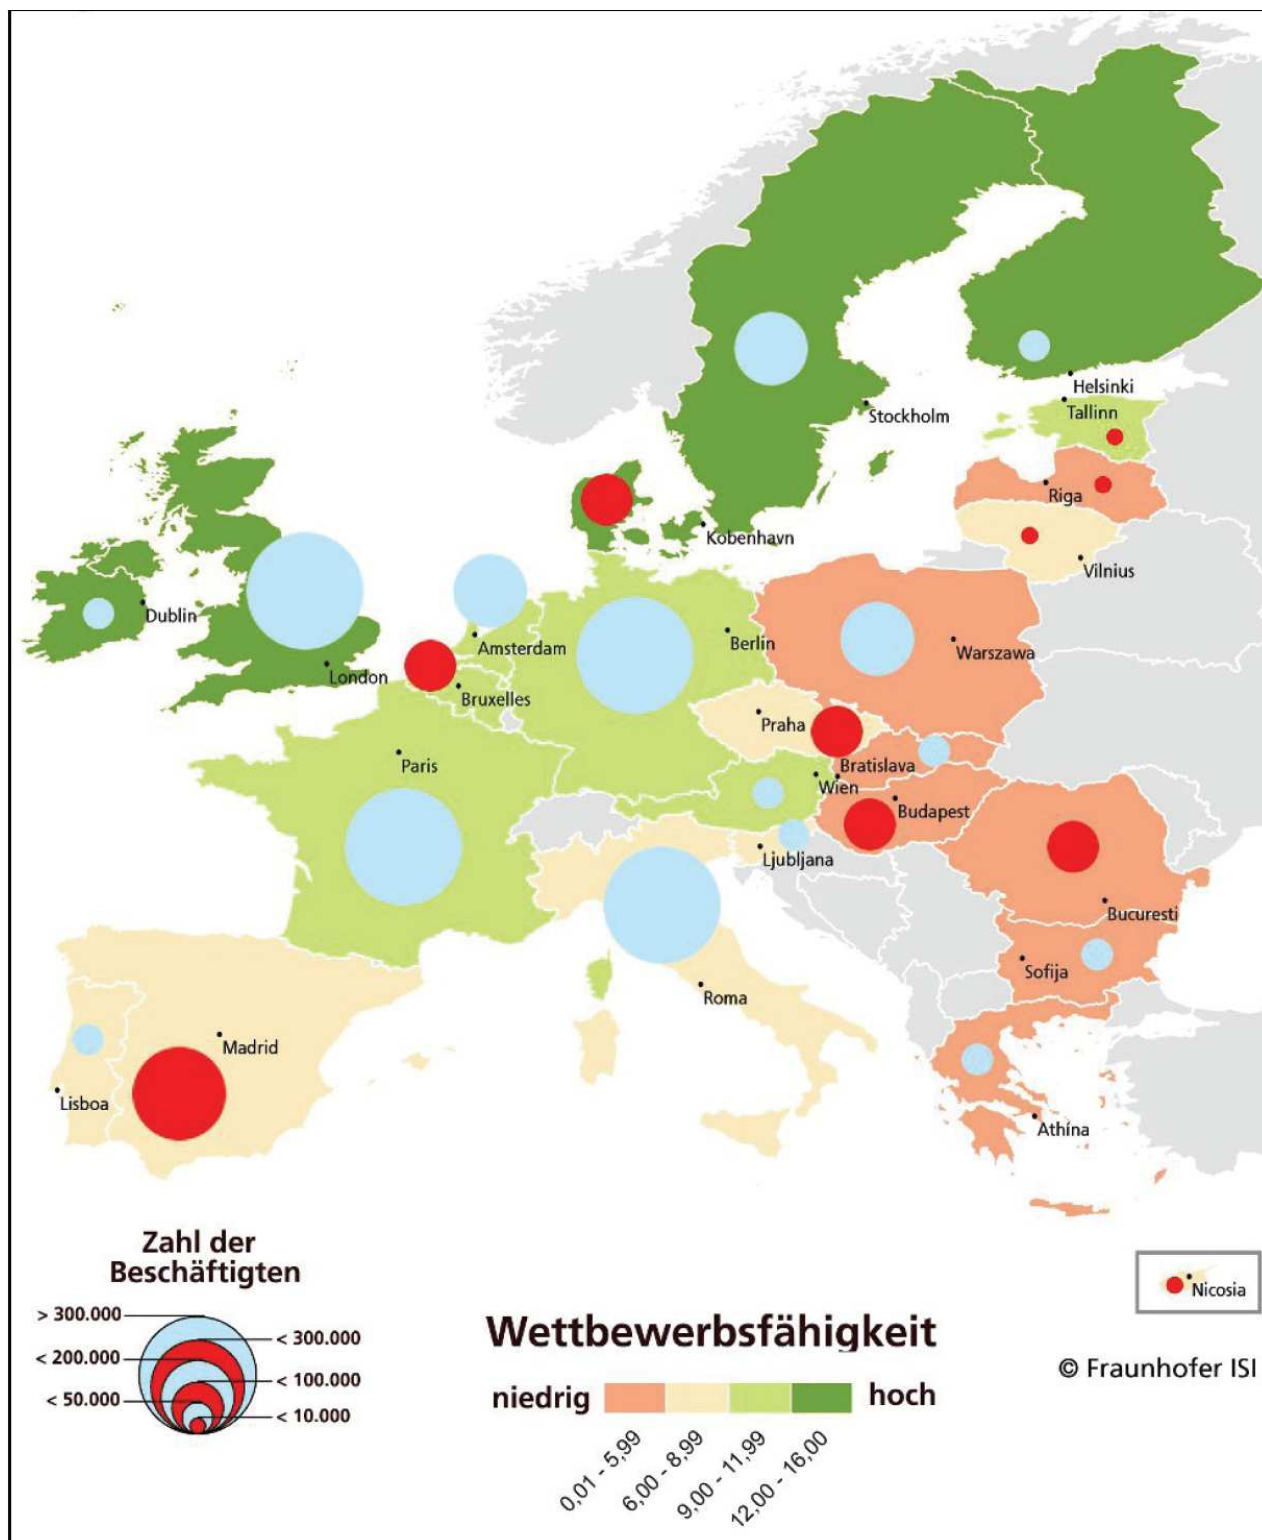 Helsinki
Tallinn
Stockholm
Riga
Kobenhavn
Vilnius
Dublin
Berlin
Amsterdam
Warszawa
London
Bruxelles
Praha
Paris
Bratislava
Wien
Budapest
Ljubljana
Bucuresti
Sofija
Roma
Madrid
Lisboa
Athína
Zahl der
Beschäftigten
> 300.000
< 300.000
< 200.000
< 100.000
< 50.000
< 10.000
Nicosia
Wettbewerbsfähigkeit
niedrig hoch
0,01 - 5,99
6,00 - 8,99
9,00 - 11,99
12,00 - 16,00
© Fraunhofer ISI